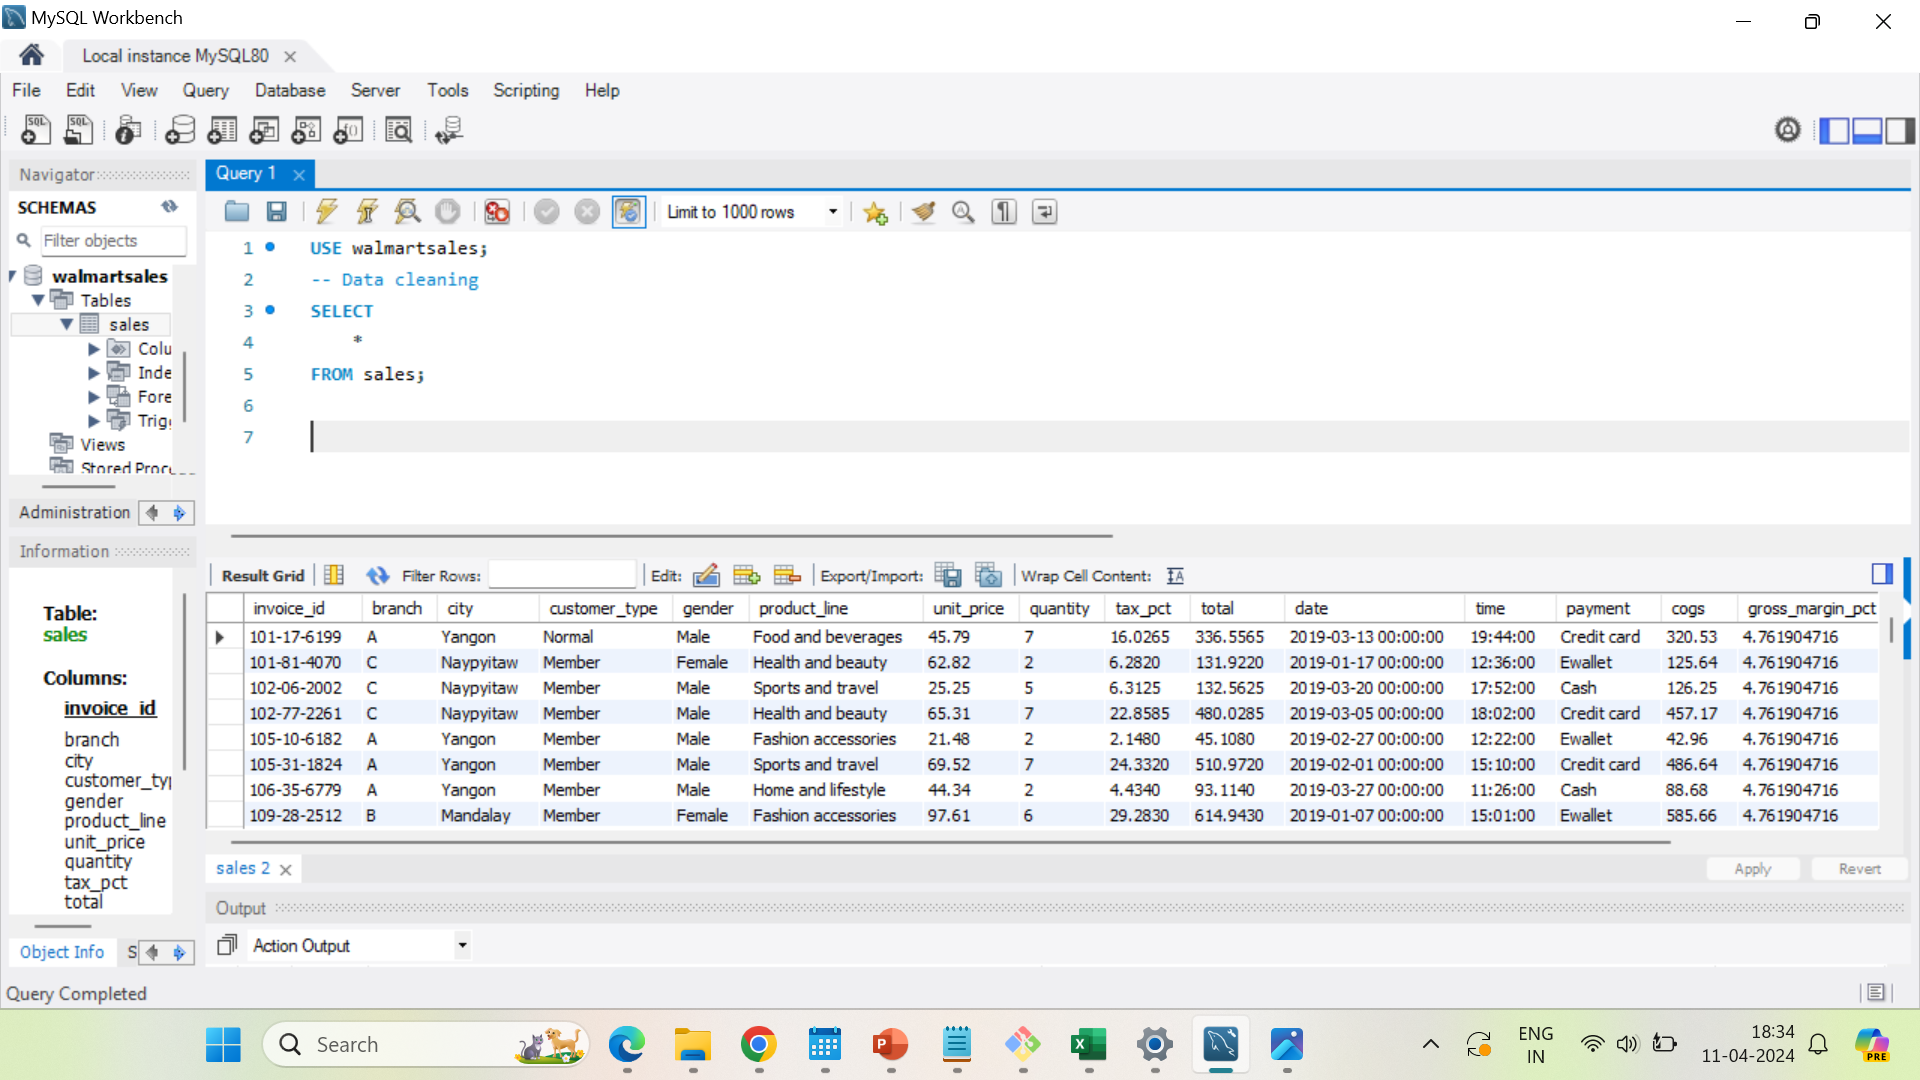 MySQL Workbench
Local instance MySQL80
File Edit View Query Database Server Tools Scripting Help
Navigator
SCHEMAS
Filter objects
walmartsales
Tables
sales
Colu
Inde
Fore
Trig
Views
Stored Proc
Administration
Information
Table:
sales
Columns:
invoice_id
branch
city
customer_typ
gender
product_line
unit_price
quantity
tax_pct
total
Object Info S
Query Completed
Query 1
Limit to 1000 rows
1 USE walmartsales;
2 -- Data cleaning
3 SELECT
4 *
5 FROM sales;
6
7
Result Grid Filter Rows: Edit: Export/Import: Wrap Cell Content:
invoice_id branch city customer_type gender product_line unit_price quantity tax_pct total date time payment cogs gross_margin_pct
101-17-6199 A Yangon Normal Male Food and beverages 45.79 7 16.0265 336.5565 2019-03-13 00:00:00 19:44:00 Credit card 320.53 4.761904716
101-81-4070 C Naypyitaw Member Female Health and beauty 62.82 2 6.2820 131.9220 2019-01-17 00:00:00 12:36:00 Ewallet 125.64 4.761904716
102-06-2002 C Naypyitaw Member Male Sports and travel 25.25 5 6.3125 132.5625 2019-03-20 00:00:00 17:52:00 Cash 126.25 4.761904716
102-77-2261 C Naypyitaw Member Male Health and beauty 65.31 7 22.8585 480.0285 2019-03-05 00:00:00 18:02:00 Credit card 457.17 4.761904716
105-10-6182 A Yangon Member Male Fashion accessories 21.48 2 2.1480 45.1080 2019-02-27 00:00:00 12:22:00 Ewallet 42.96 4.761904716
105-31-1824 A Yangon Member Male Sports and travel 69.52 7 24.3320 510.9720 2019-02-01 00:00:00 15:10:00 Credit card 486.64 4.761904716
106-35-6779 A Yangon Member Male Home and lifestyle 44.34 2 4.4340 93.1140 2019-03-27 00:00:00 11:26:00 Cash 88.68 4.761904716
109-28-2512 B Mandalay Member Female Fashion accessories 97.61 6 29.2830 614.9430 2019-01-07 00:00:00 15:01:00 Ewallet 585.66 4.761904716
sales 2
Apply Revert
Output
Action Output
Search
ENG
IN
18:34
11-04-2024
PRE